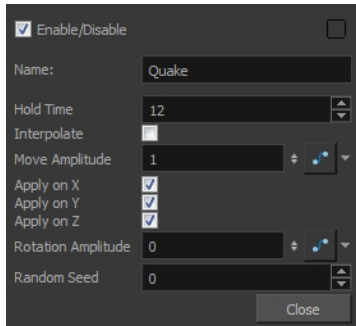 Enable/Disable
Name: Quake
Hold Time 12
Interpolate
Move Amplitude 1
Apply on X
Apply on Y
Apply on Z
Rotation Amplitude 0
Random Seed 0
Close